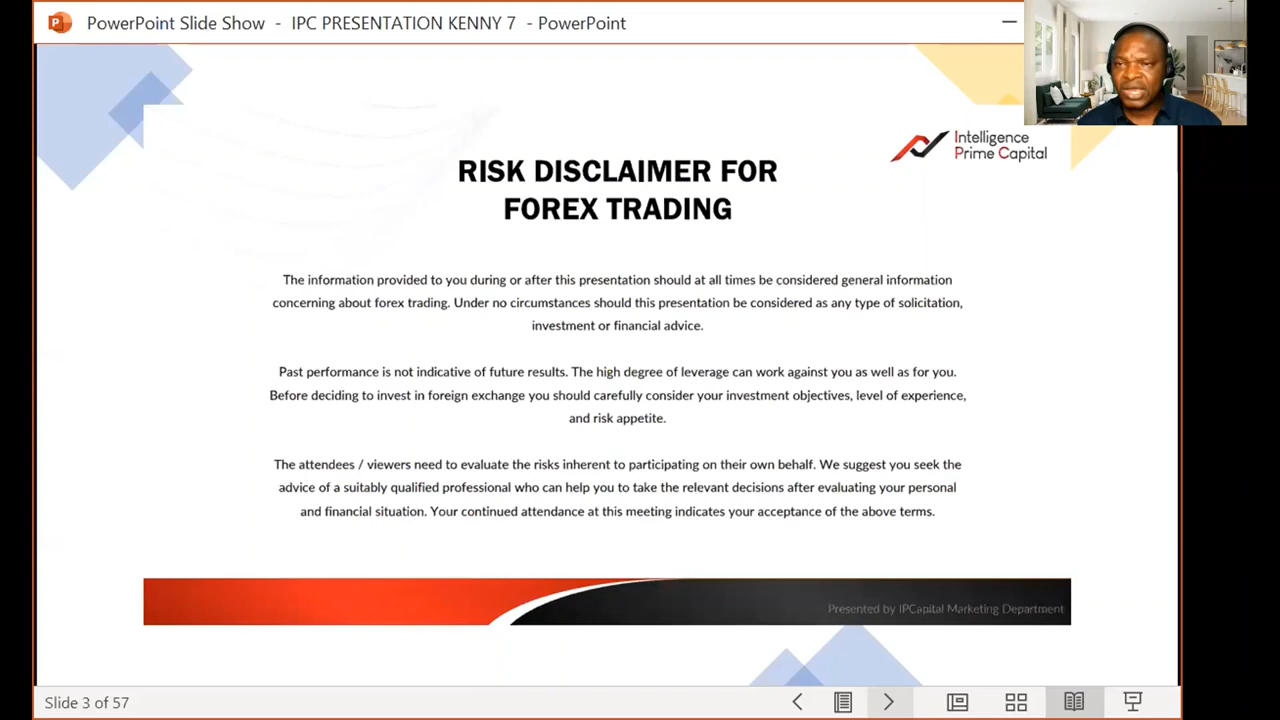 PowerPoint Slide Show - IPC PRESENTATION KENNY 7 - PowerPoint
Intelligence
Prime Capital
RISK DISCLAIMER FOR
FOREX TRADING
The information provided to you during or after this presentation should at all times be considered general information
concerning about forex trading. Under no circumstances should this presentation be considered as any type of solicitation,
investment or financial advice.
Past performance is not indicative of future results. The high degree of leverage can work against you as well as for you.
Before deciding to invest in foreign exchange you should carefully consider your investment objectives, level of experience,
and risk appetite.
The attendees / viewers need to evaluate the risks inherent to participating on their own behalf. We suggest you seek the
advice of a suitably qualified professional who can help you to take the relevant decisions after evaluating your personal
and financial situation. Your continued attendance at this meeting indicates your acceptance of the above terms.
Presented by IPCapital Marketing Department
Slide 3 of 57